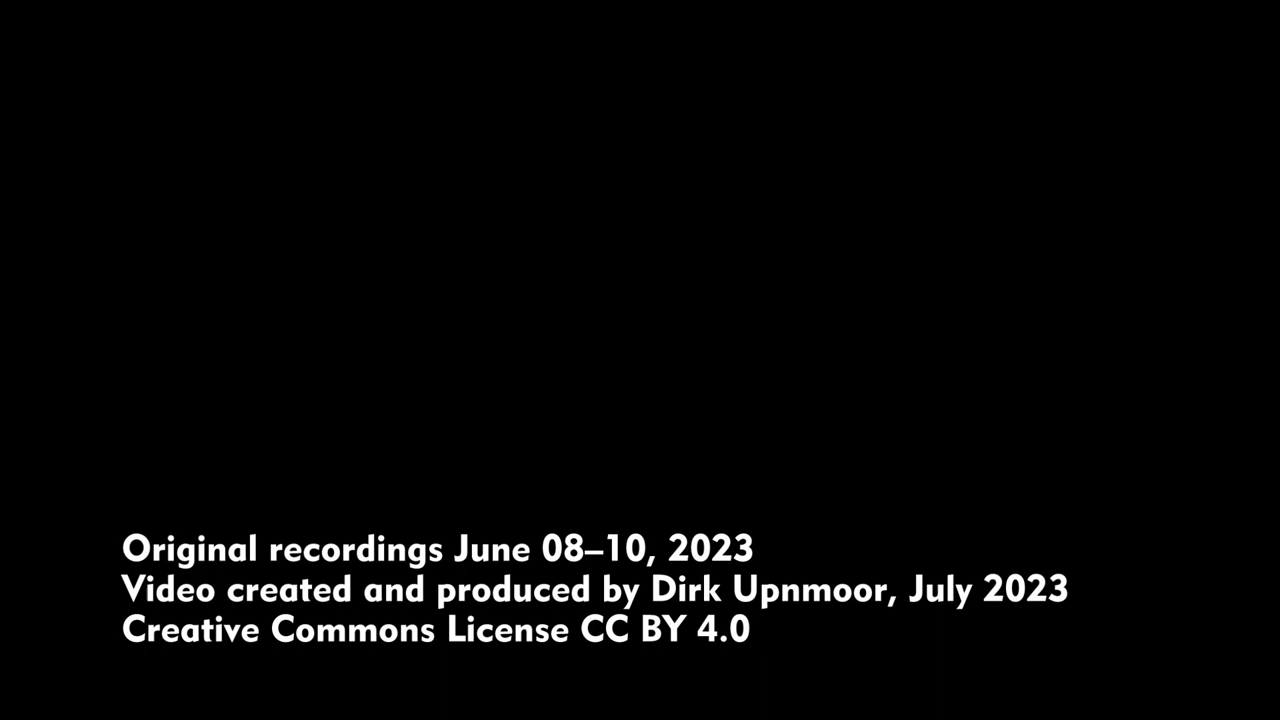 Original recordings June 08–10, 2023
Video created and produced by Dirk Upnmoor, July 2023
Creative Commons License CC BY 4.0